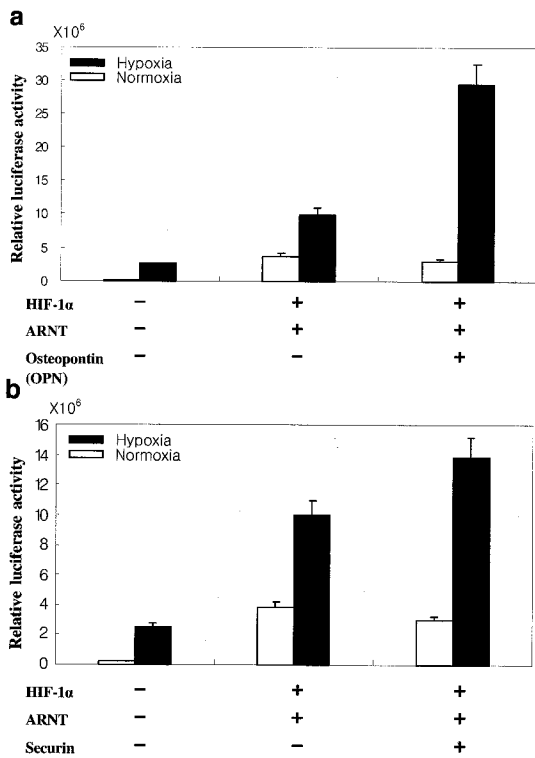 a
X10⁶
Relative luciferase activity
35
30
25
20
15
10
5
0
Hypoxia
Normoxia
HIF-1α − + +
ARNT − + +
Osteopontin − − +
(OPN)
b
X10⁶
Relative luciferase activity
16
14
12
10
8
6
4
2
0
Hypoxia
Normoxia
HIF-1α − + +
ARNT − + +
Securin − − +